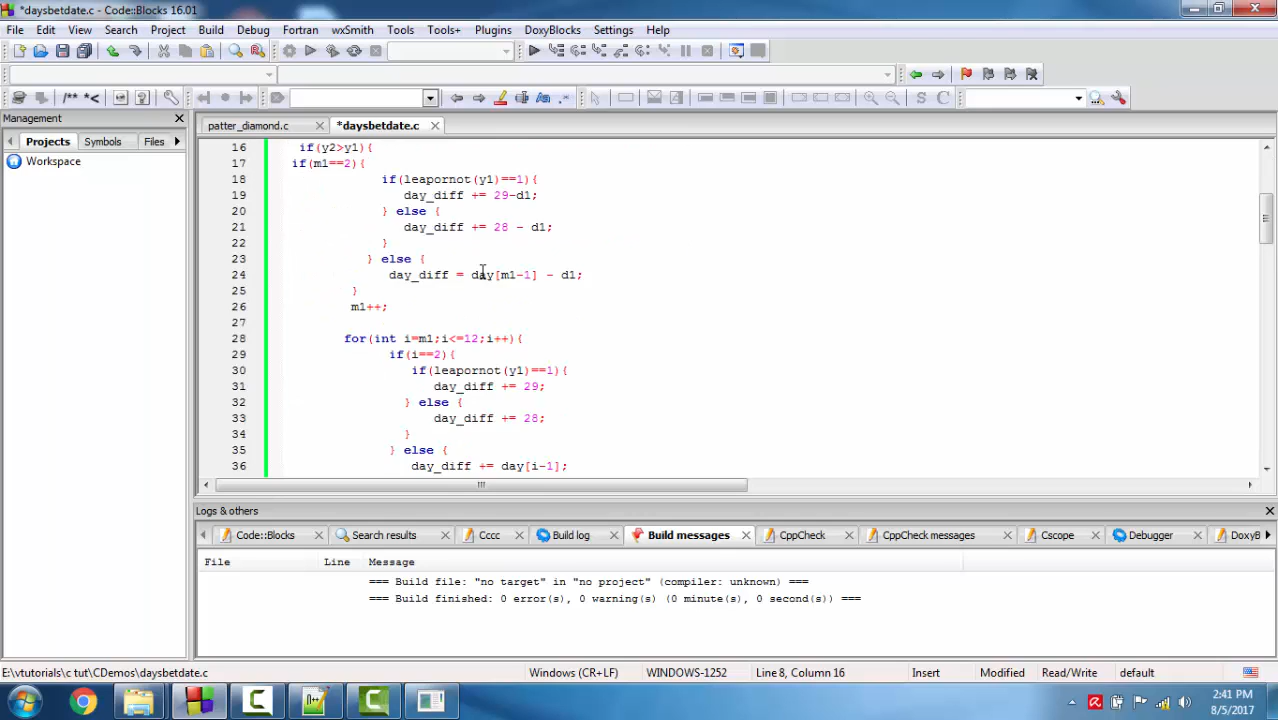 *daysbetdate.c - Code::Blocks 16.01
File Edit View Search Project Build Debug Fortran wxSmith Tools Tools+ Plugins DoxyBlocks Settings Help
/** *<
S C
Management
patter_diamond.c *daysbetdate.c
Projects Symbols Files
Workspace
16 if(y2>y1){
17 if(m1==2){
18 if(leapornot(y1)==1){
19 day_diff += 29-d1;
20 } else {
21 day_diff += 28 - d1;
22 }
23 } else {
24 day_diff = day[m1-1] - d1;
25 }
26 m1++;
27
28 for(int i=m1;i<=12;i++){
29 if(i==2){
30 if(leapornot(y1)==1){
31 day_diff += 29;
32 } else {
33 day_diff += 28;
34 }
35 } else {
36 day_diff += day[i-1];
Logs & others
Code::Blocks Search results Cccc Build log Build messages CppCheck CppCheck messages Cscope Debugger DoxyB
File Line Message
=== Build file: "no target" in "no project" (compiler: unknown) ===
=== Build finished: 0 error(s), 0 warning(s) (0 minute(s), 0 second(s)) ===
E:\vtutorials\c tut\CDemos\daysbetdate.c Windows (CR+LF) WINDOWS-1252 Line 8, Column 16 Insert Modified Read/Write default
2:41 PM
8/5/2017